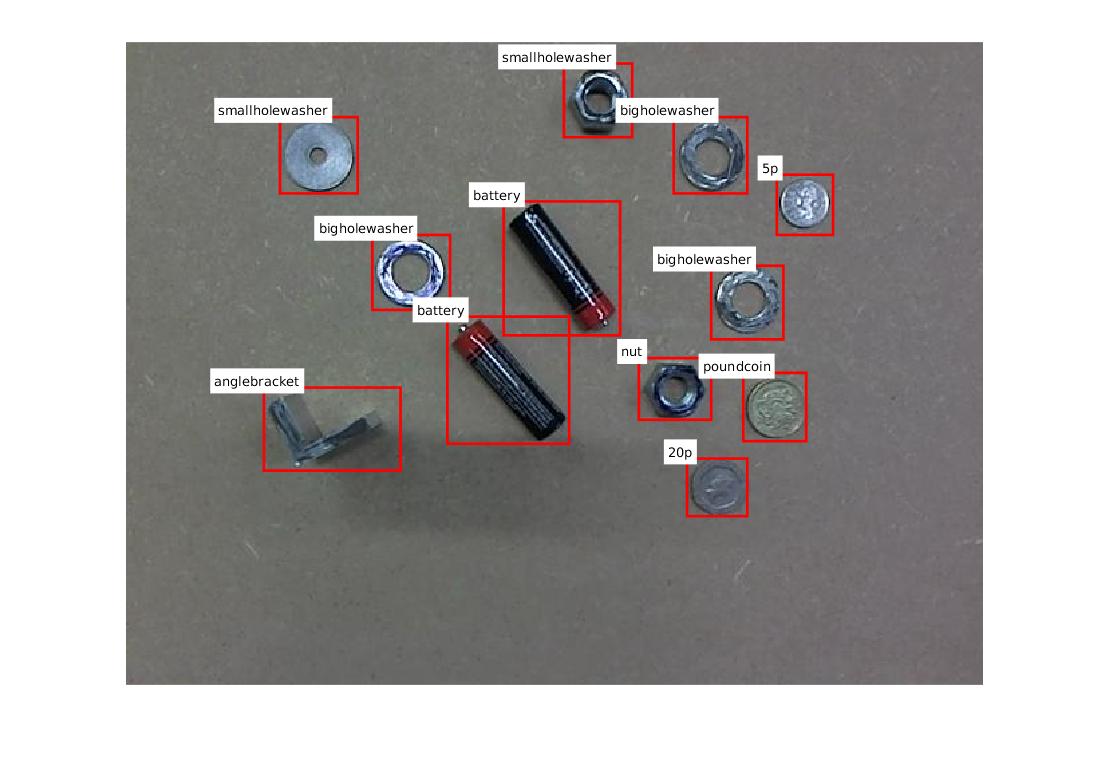 smallholewasher
smallholewasher
bigholewasher
5p
battery
bigholewasher
bigholewasher
battery
nut
poundcoin
anglebracket
20p